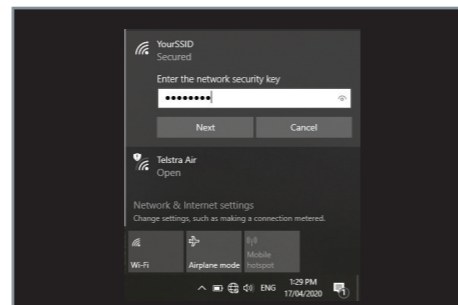 YourSSID
Secured
Enter the network security key
●●●●●●●●
Next
Cancel
Telstra Air
Open
Network & Internet settings
Change settings, such as making a connection metered.
Wi-Fi
Airplane mode
Mobile hotspot
ENG
1:29 PM
17/04/2020
1